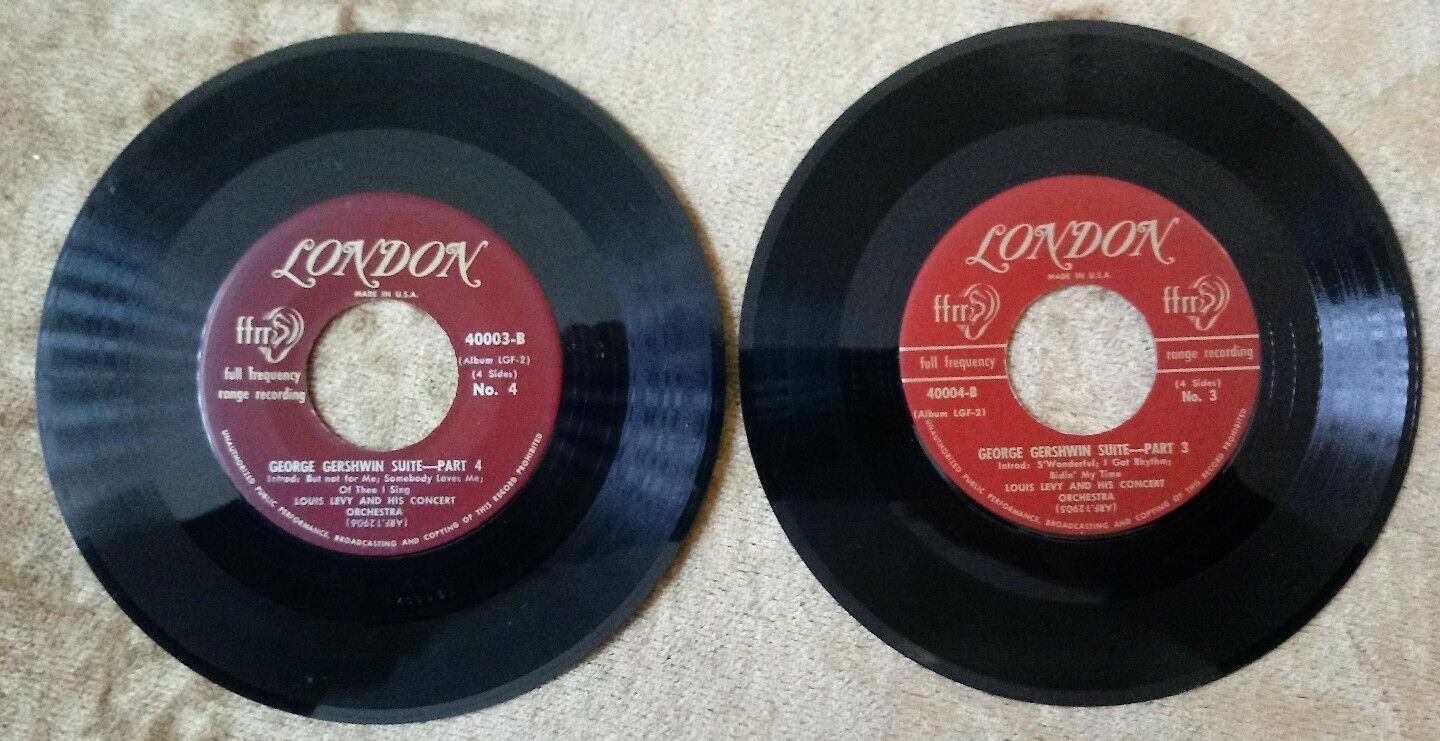 LONDON
MADE IN U.S.A.
ffrr
full frequency
range recording
40003-B
(Album LGF-2)
(4 Sides)
No. 4
GEORGE GERSHWIN SUITE—PART 4
Introd: But not for Me; Somebody Loves Me;
Of Thee I Sing
LOUIS LEVY AND HIS CONCERT
ORCHESTRA
(ARF.12906)
UNAUTHORIZED PUBLIC PERFORMANCE, BROADCASTING AND COPYING OF THIS RECORD PROHIBITED
LONDON
MADE IN U.S.A.
ffrr
ffrr
full frequency
range recording
40004-B
(Album LGF-2)
(4 Sides)
No. 3
GEORGE GERSHWIN SUITE—PART 3
Introd: S'Wonderful; I Got Rhythm;
Bidin' My Time
LOUIS LEVY AND HIS CONCERT
ORCHESTRA
(ARF.12905)
UNAUTHORIZED PUBLIC PERFORMANCE, BROADCASTING AND COPYING OF THIS RECORD PROHIBITED